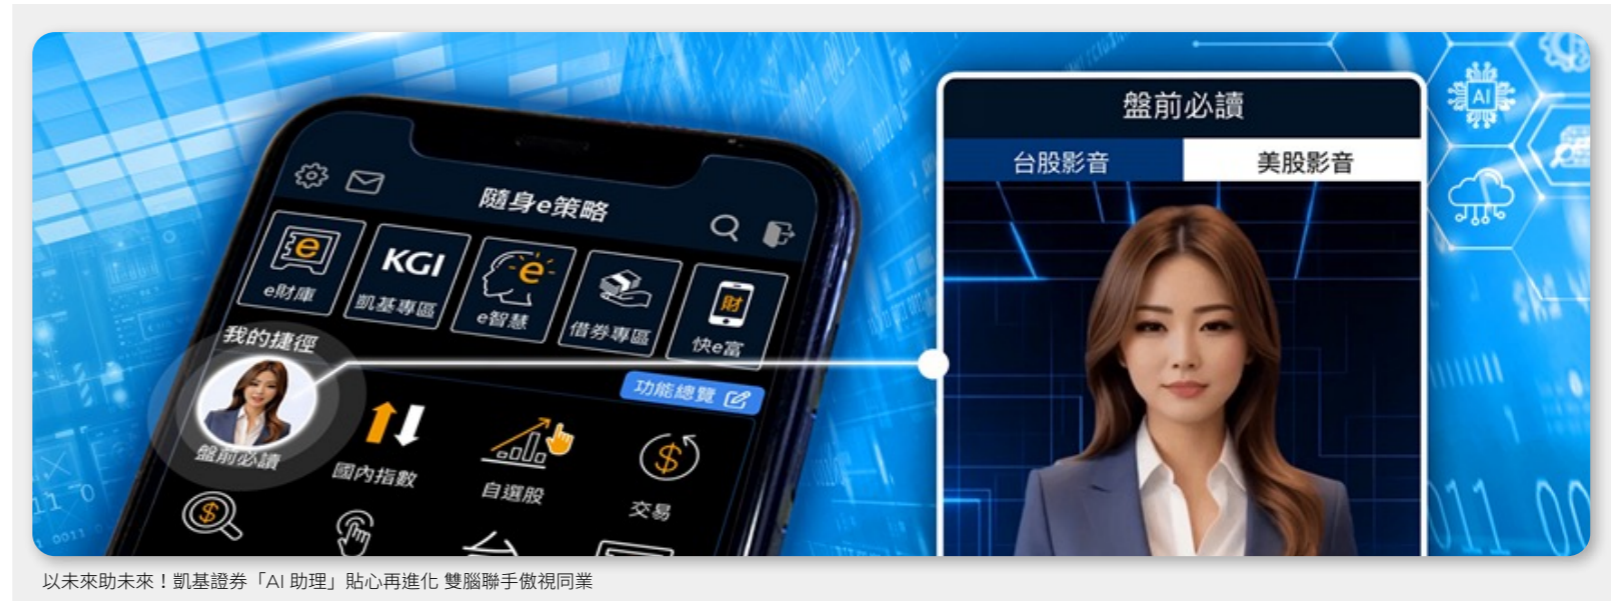 隨身e策略
e財庫
KGI
凱基專區
e智慧
借券專區
財
快e富
我的捷徑
功能總覽
盤前必讀
國內指數
自選股
交易
盤前必讀
台股影音
美股影音
AI
以未來助未來！凱基證券「AI 助理」貼心再進化 雙腦聯手傲視同業